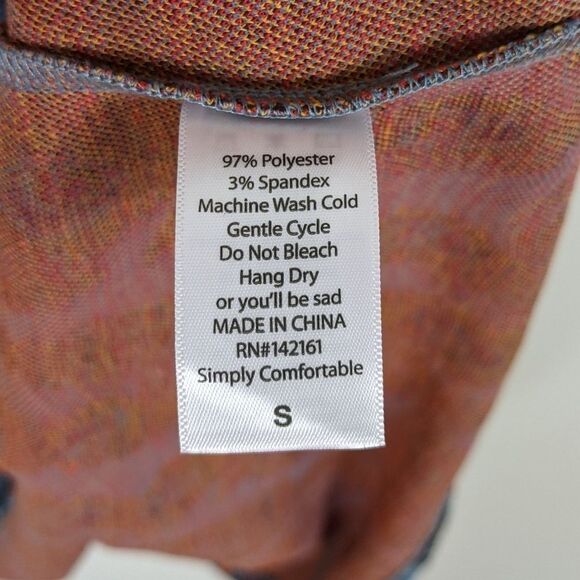 97% Polyester
3% Spandex
Machine Wash Cold
Gentle Cycle
Do Not Bleach
Hang Dry
or you'll be sad
MADE IN CHINA
RN#142161
Simply Comfortable
S